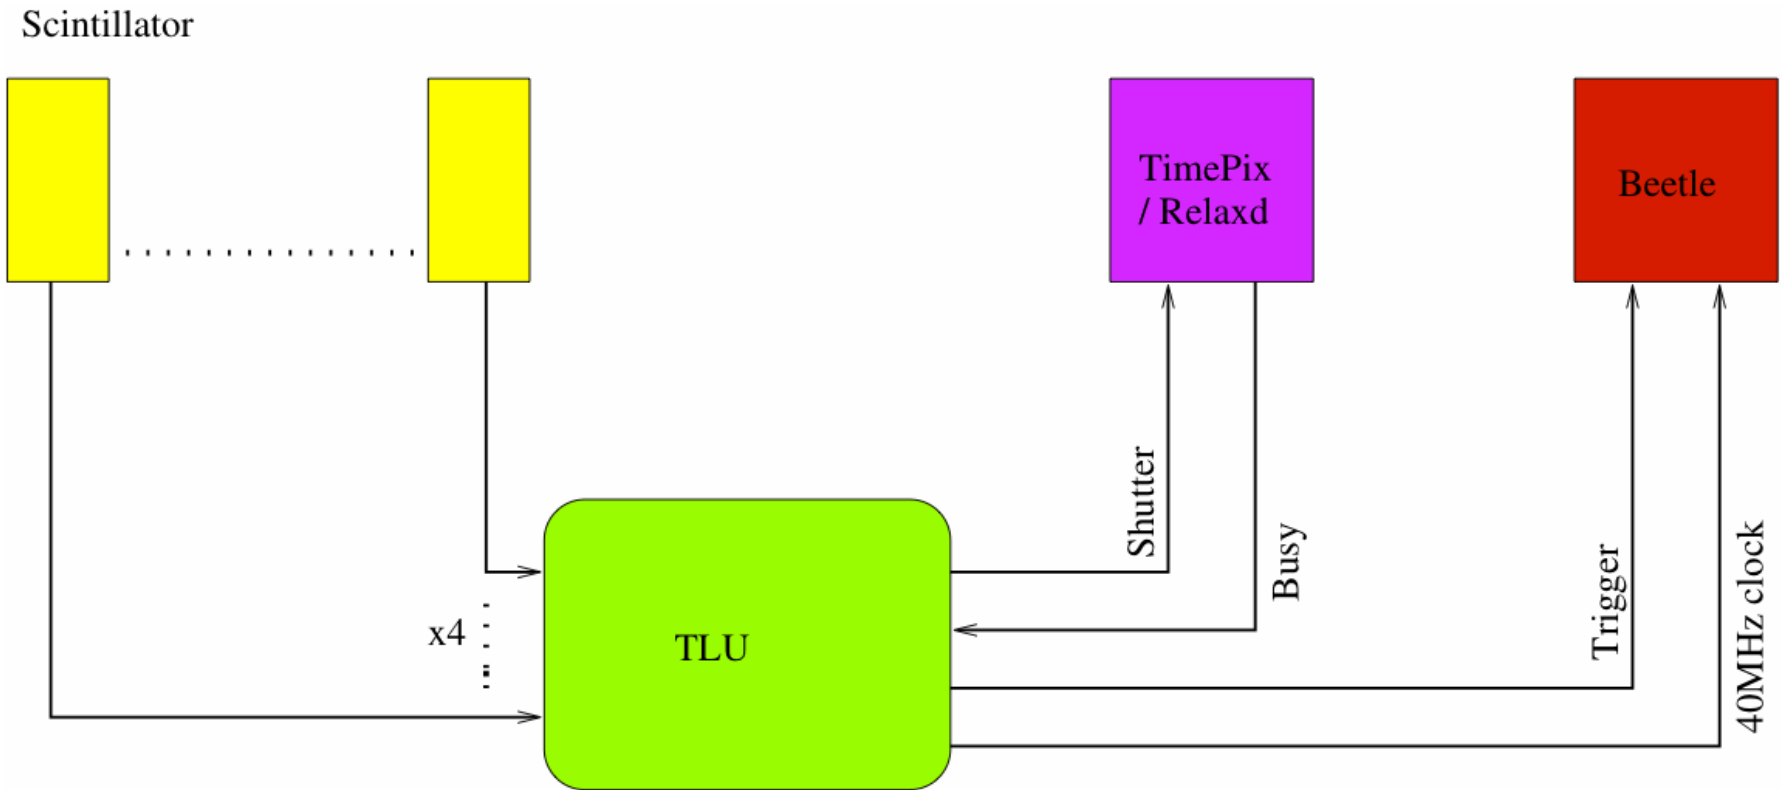 Scintillator
TimePix
/ Relaxd
Beetle
Shutter
Busy
Trigger
40MHz clock
x4
TLU